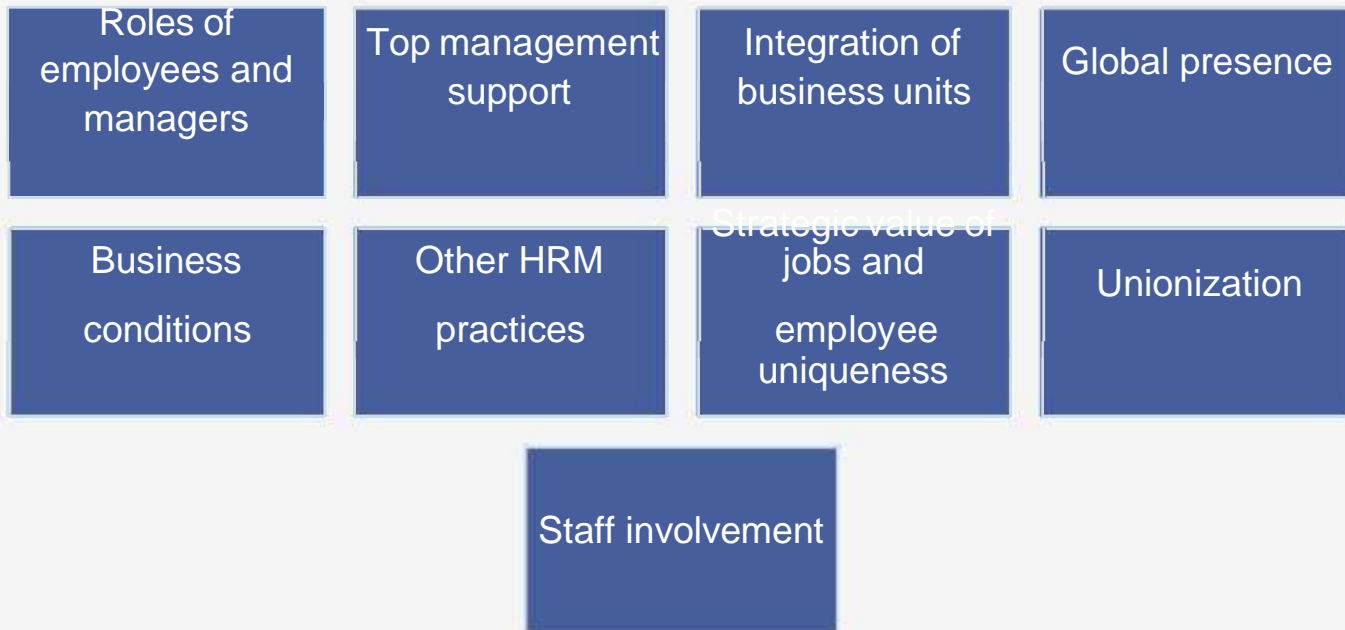 Roles of
employees and
managers
Top management
support
Integration of
business units
Global presence
Business
conditions
Other HRM
practices
Strategic value of
jobs and
employee
uniqueness
Unionization
Staff involvement